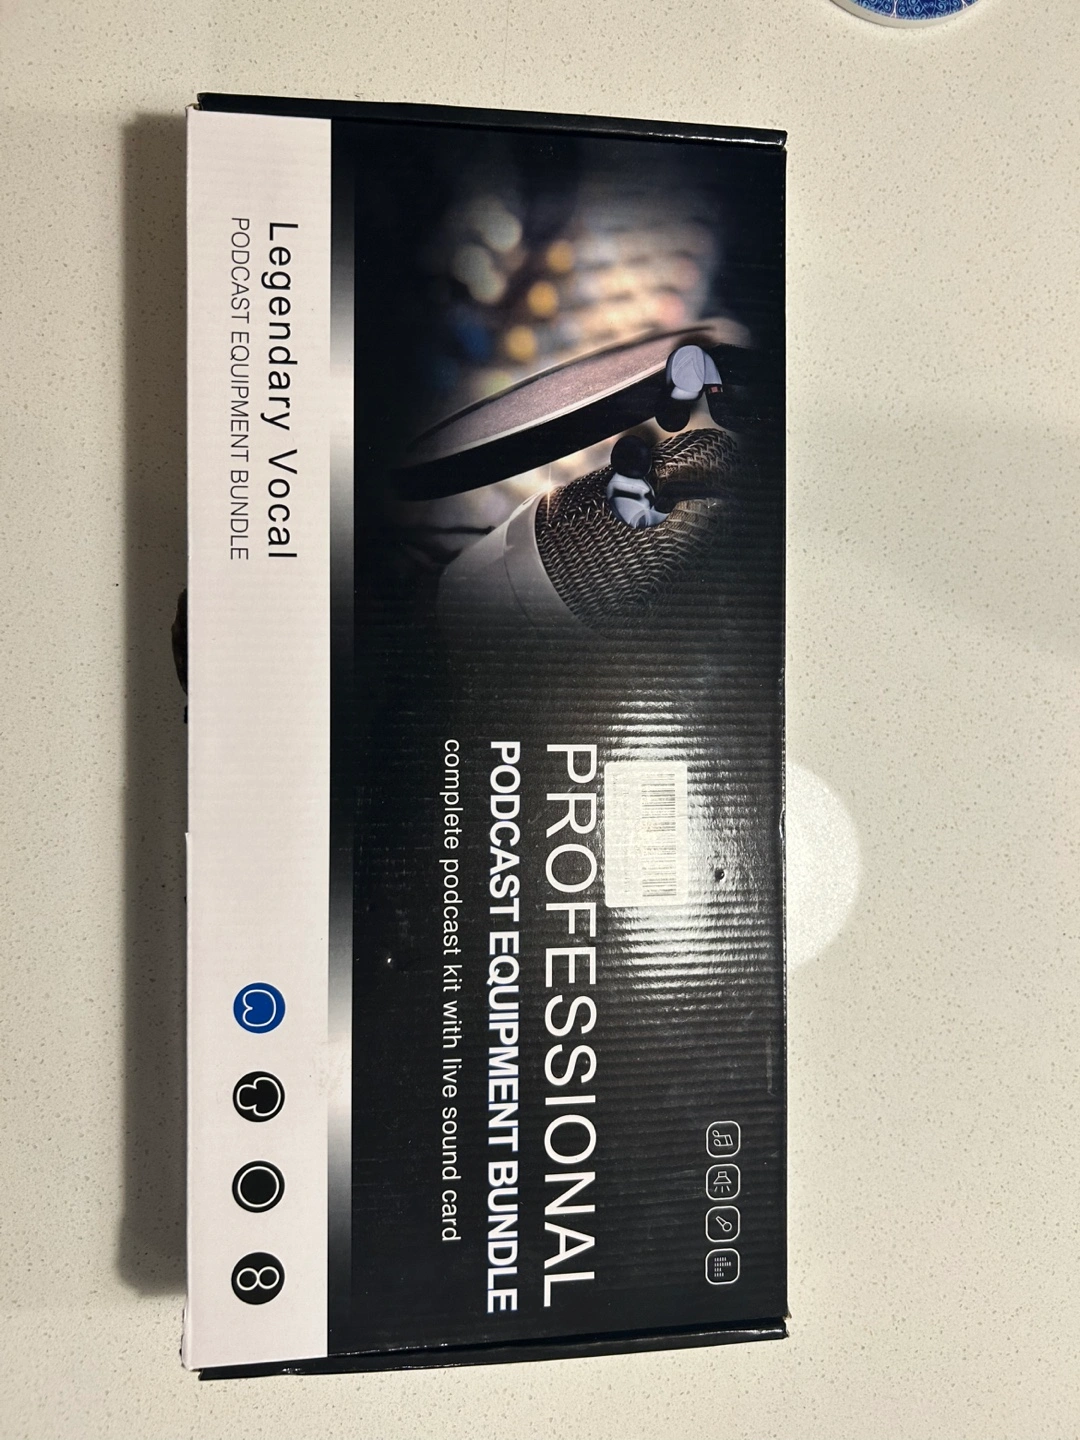 PROFESSIONAL
PODCAST EQUIPMENT BUNDLE
complete podcast kit with live sound card
Legendary Vocal
PODCAST EQUIPMENT BUNDLE